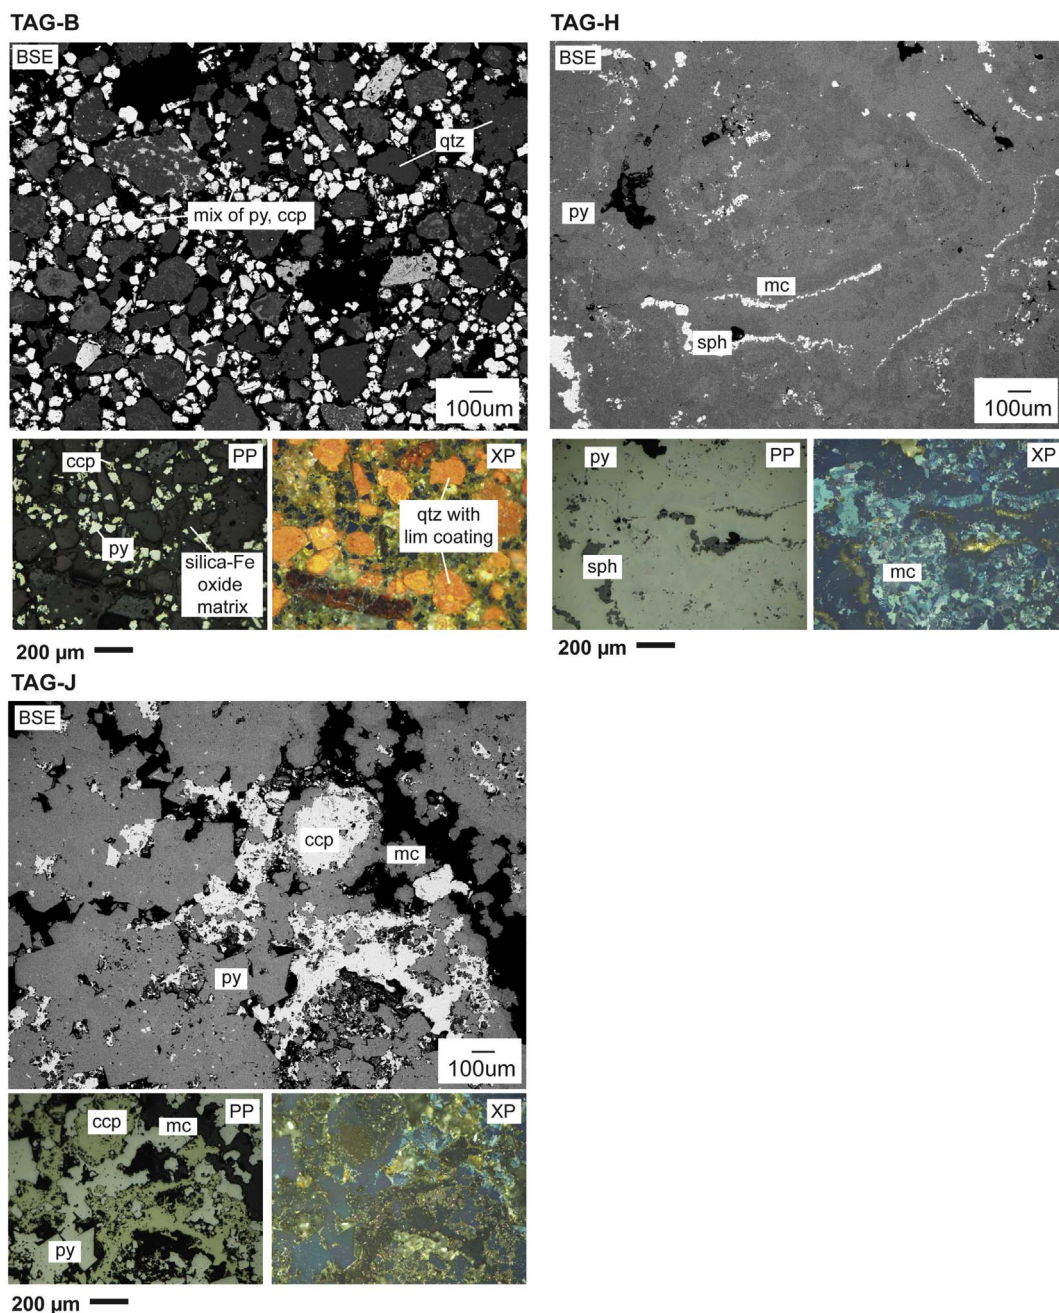 TAG-B
BSE
qtz
mix of py, ccp
100um
ccp
PP
py
silica-Fe
oxide
matrix
XP
qtz with
lim coating
200 µm
TAG-H
BSE
py
mc
sph
100um
py
PP
sph
XP
mc
200 µm
TAG-J
BSE
ccp
mc
py
100um
ccp
mc
PP
py
XP
200 µm